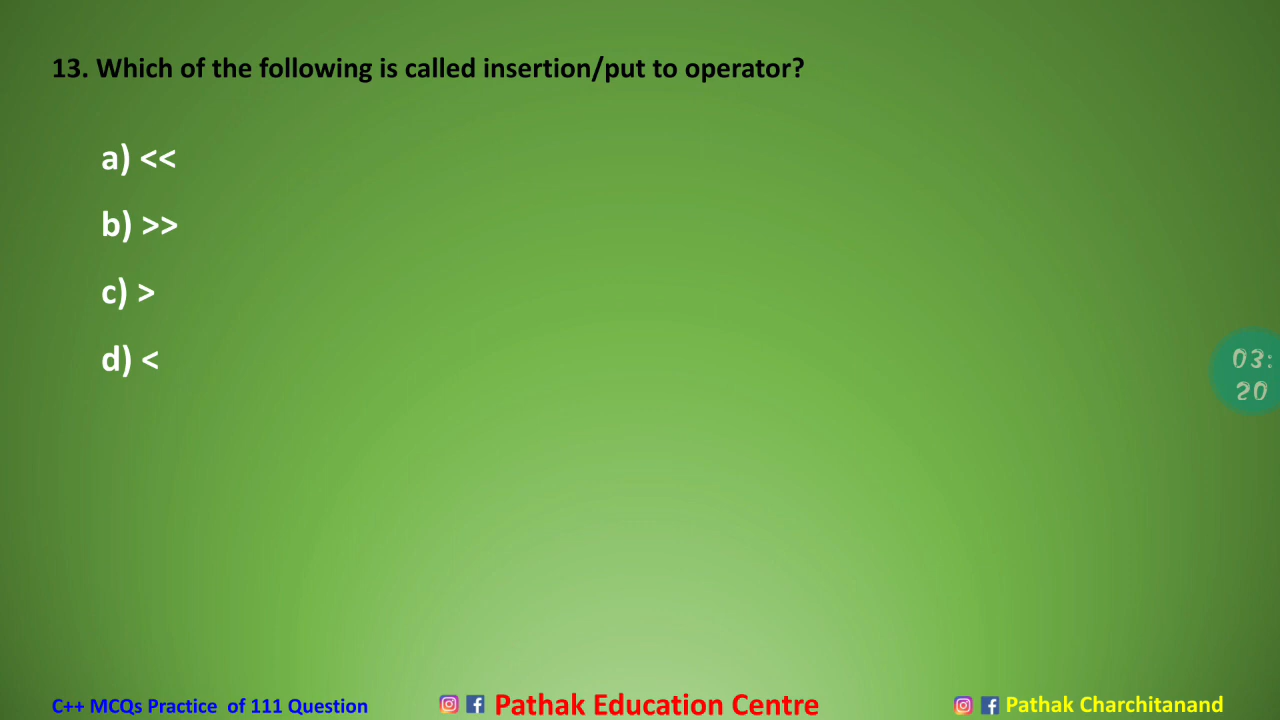 13. Which of the following is called insertion/put to operator?
a) <<
b) >>
c) >
d) <
03:
20
C++ MCQs Practice of 111 Question
Pathak Education Centre
Pathak Charchitanand